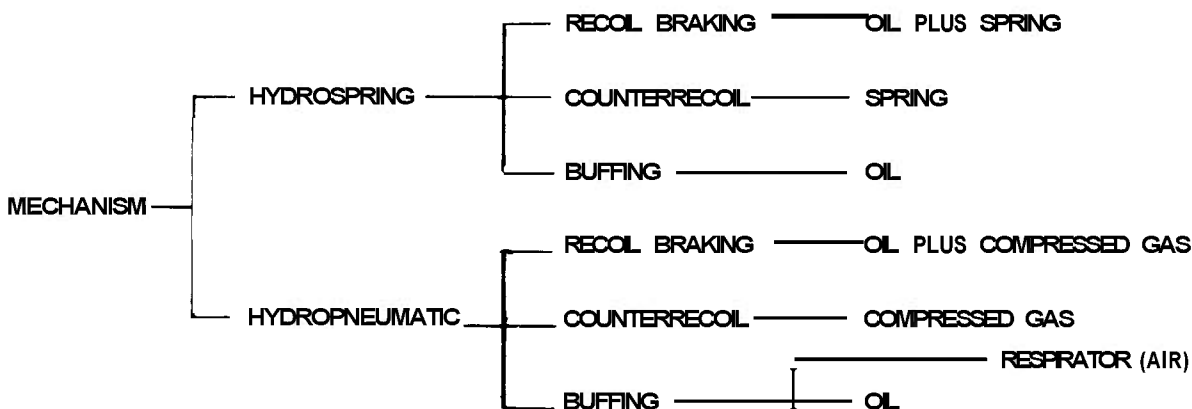 RECOIL BRAKING OIL PLUS SPRING
HYDROSPRING COUNTERRECOIL SPRING
BUFFING OIL
MECHANISM
RECOIL BRAKING OIL PLUS COMPRESSED GAS
HYDROPNEUMATIC COUNTERRECOIL COMPRESSED GAS
RESPIRATOR (AIR)
BUFFING OIL